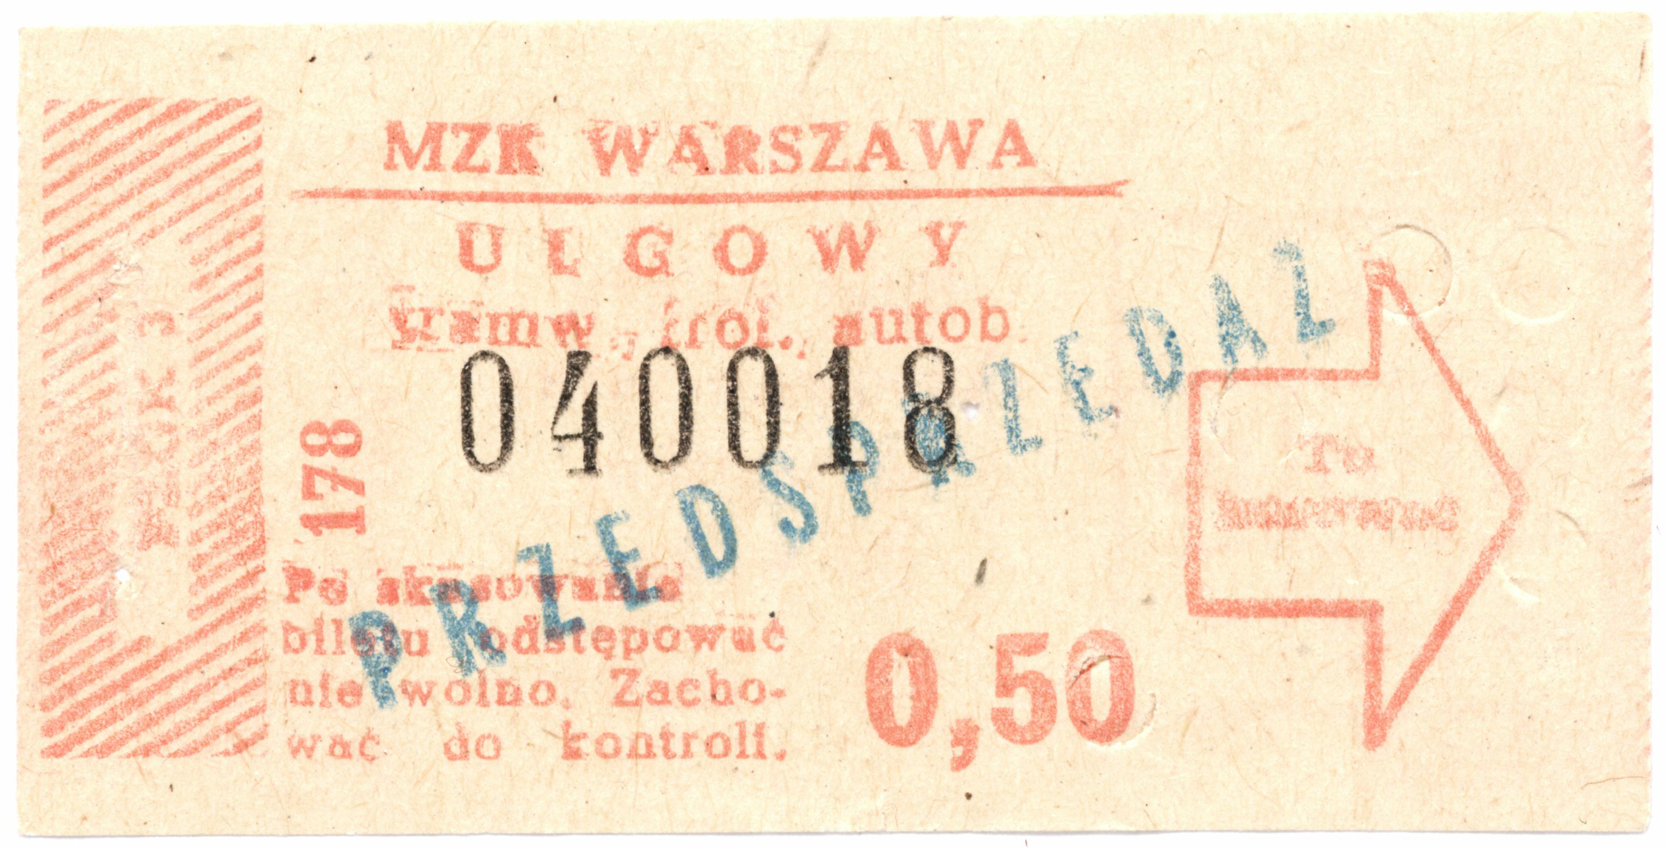 MZK WARSZAWA
ULGOWY
tramw., trol., autob.
040018
PRZEDSPRZEDAŻ
178
Po skasowaniu
biletu odstępować
nie wolno. Zacho-
wać do kontroli.
0,50
Tu